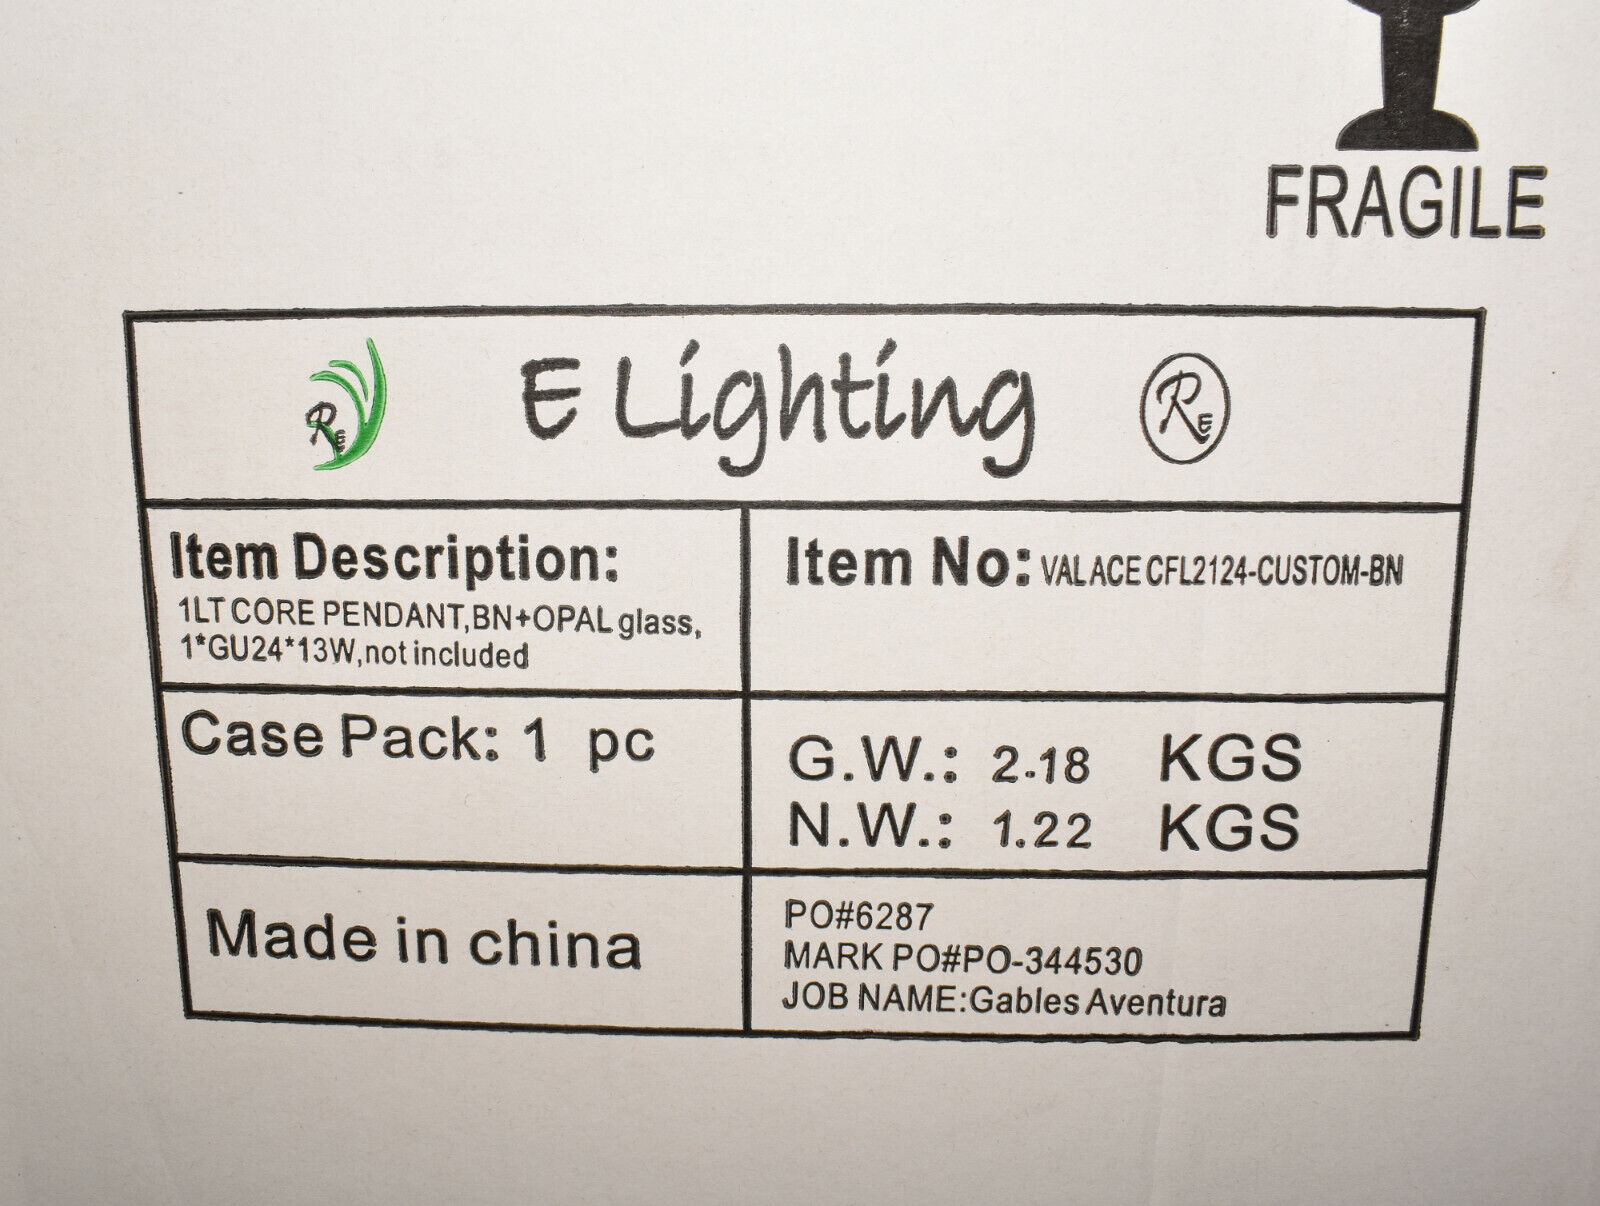 FRAGILE
RE E Lighting RE
Item Description:
1LT CORE PENDANT,BN+OPAL glass,
1*GU24*13W,not included
Item No: VALACE CFL2124-CUSTOM-BN
Case Pack: 1 pc
G.W.: 2.18 KGS
N.W.: 1.22 KGS
Made in china
PO#6287
MARK PO#PO-344530
JOB NAME:Gables Aventura